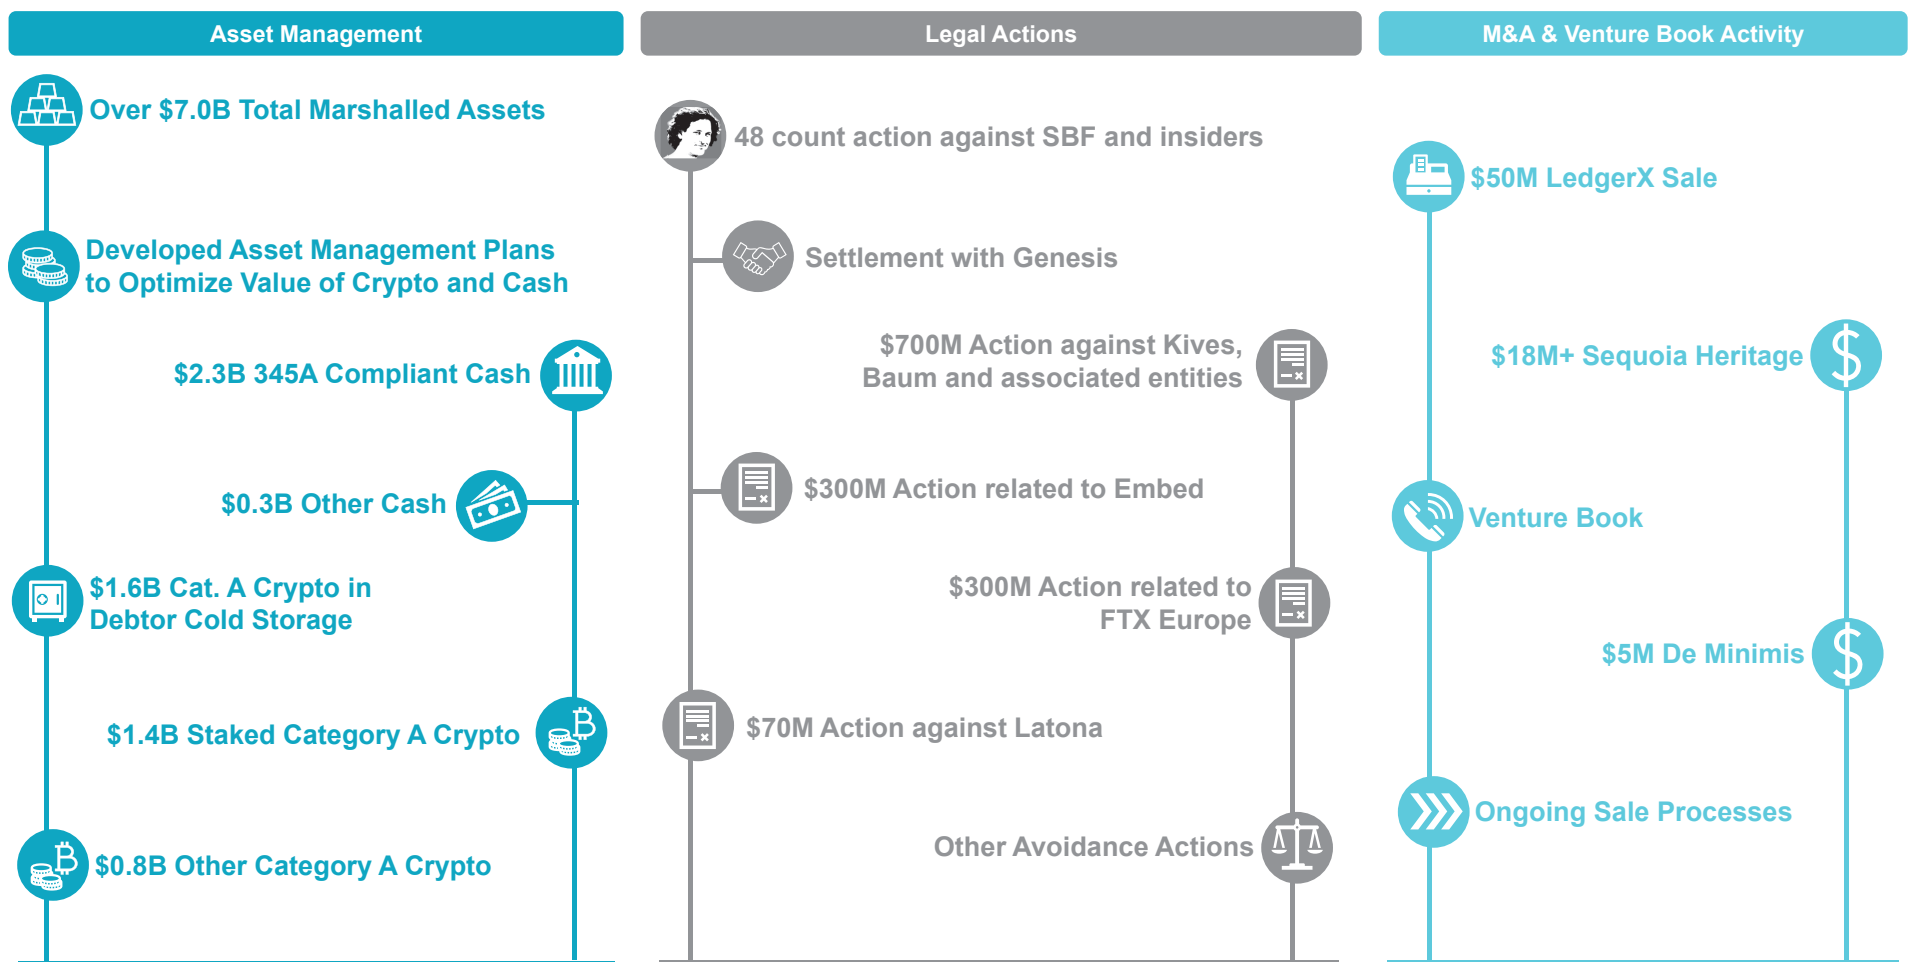 Asset Management
Over $7.0B Total Marshalled Assets
Developed Asset Management Plans
to Optimize Value of Crypto and Cash
$2.3B 345A Compliant Cash
$0.3B Other Cash
$1.6B Cat. A Crypto in
Debtor Cold Storage
$1.4B Staked Category A Crypto
$0.8B Other Category A Crypto
Legal Actions
48 count action against SBF and insiders
Settlement with Genesis
$700M Action against Kives,
Baum and associated entities
$300M Action related to Embed
$300M Action related to
FTX Europe
$70M Action against Latona
Other Avoidance Actions
M&A & Venture Book Activity
$50M LedgerX Sale
$18M+ Sequoia Heritage
Venture Book
$5M De Minimis
Ongoing Sale Processes